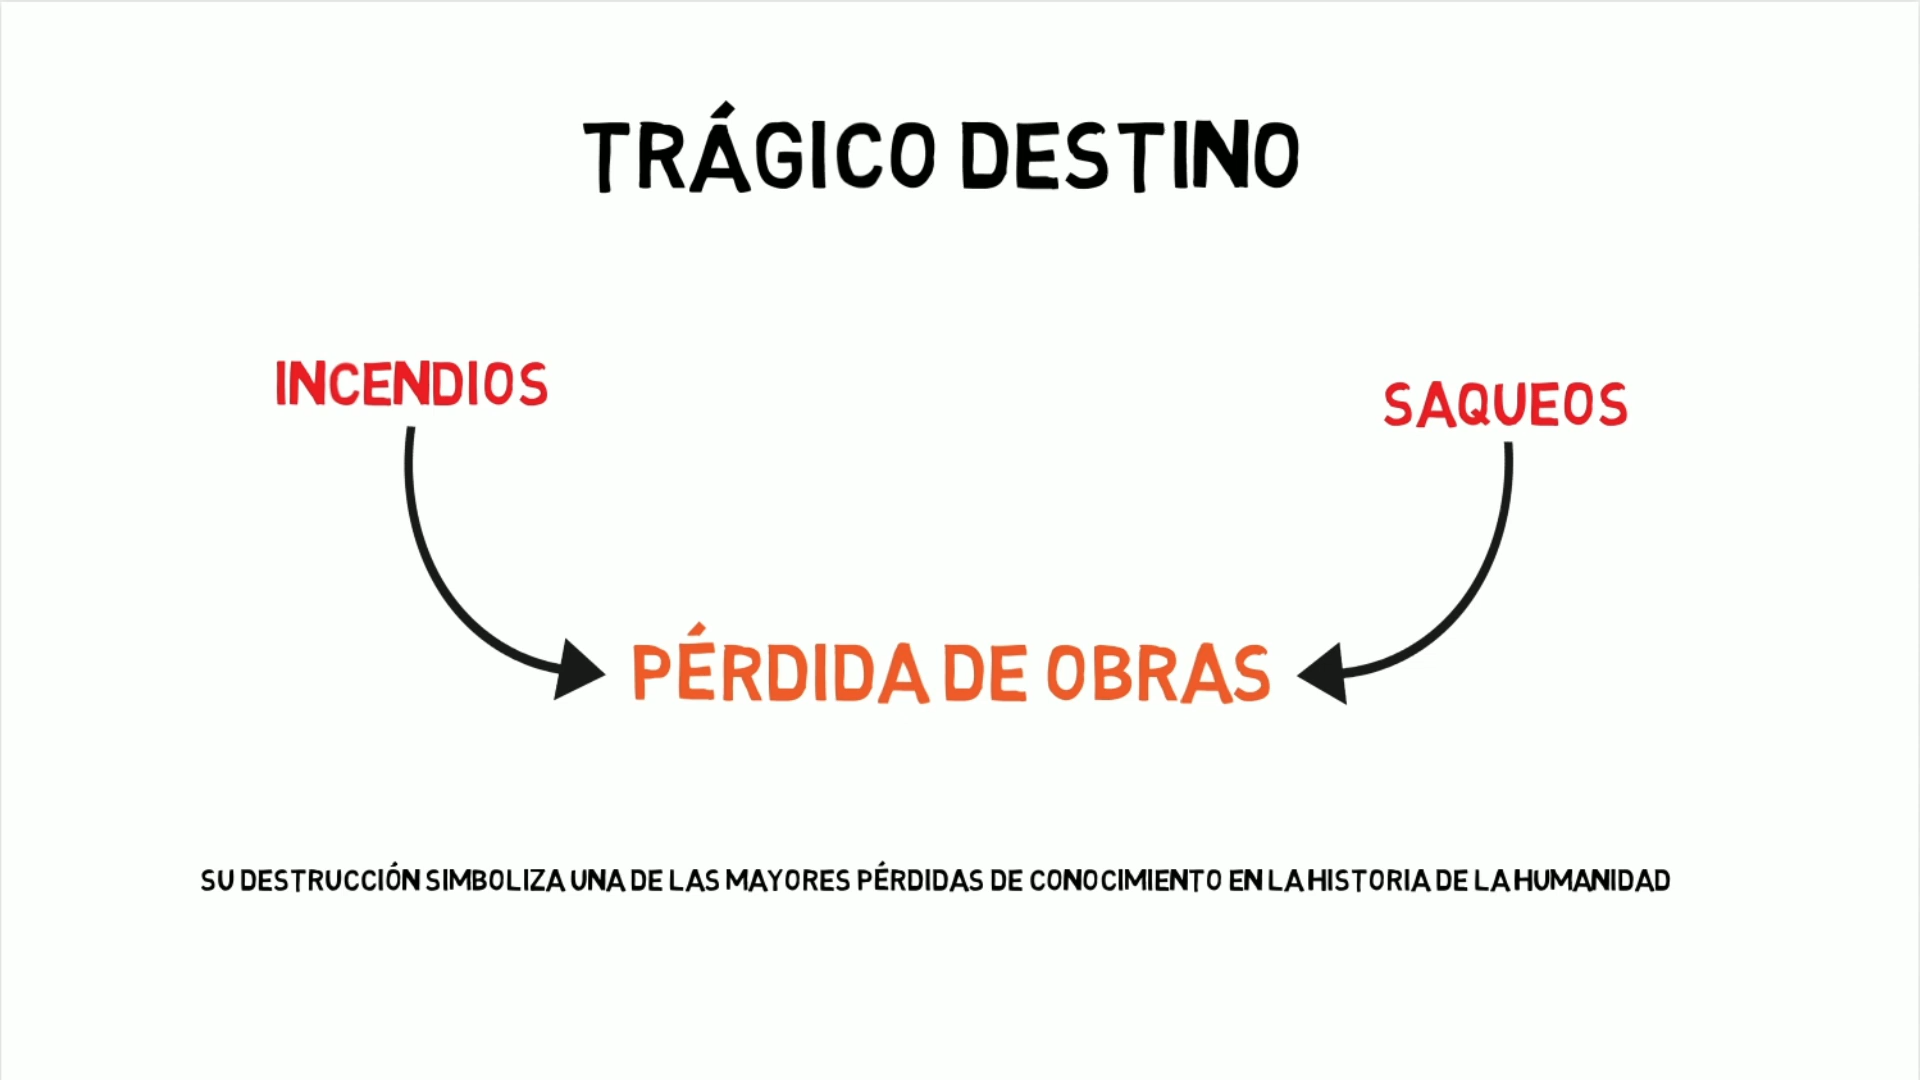 TRÁGICO DESTINO
INCENDIOS
SAQUEOS
PÉRDIDA DE OBRAS
SU DESTRUCCIÓN SIMBOLIZA UNA DE LAS MAYORES PÉRDIDAS DE CONOCIMIENTO EN LA HISTORIA DE LA HUMANIDAD